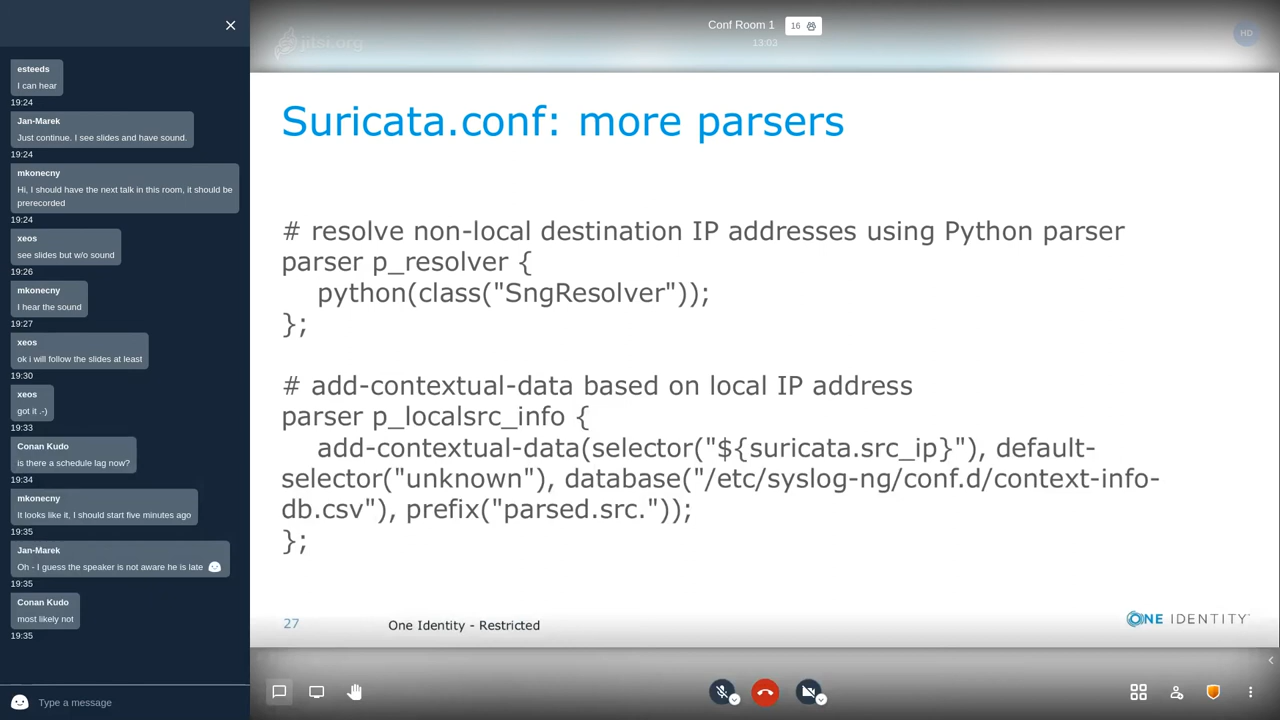 esteeds
I can hear
19:24
Jan-Marek
Just continue. I see slides and have sound.
19:24
mkonecny
Hi, I should have the next talk in this room, it should be
prerecorded
19:24
xeos
see slides but w/o sound
19:26
mkonecny
I hear the sound
19:27
xeos
ok i will follow the slides at least
19:30
xeos
got it .-)
19:33
Conan Kudo
is there a schedule lag now?
19:34
mkonecny
It looks like it, I should start five minutes ago
19:35
Jan-Marek
Oh - I guess the speaker is not aware he is late
19:35
Conan Kudo
most likely not
19:35
Type a message
jitsi.org
Conf Room 1 16
13:03
HD
Suricata.conf: more parsers
# resolve non-local destination IP addresses using Python parser
parser p_resolver {
python(class("SngResolver"));
};
# add-contextual-data based on local IP address
parser p_localsrc_info {
add-contextual-data(selector("${suricata.src_ip}"), default-
selector("unknown"), database("/etc/syslog-ng/conf.d/context-info-
db.csv"), prefix("parsed.src."));
};
27
One Identity - Restricted
ONE IDENTITY